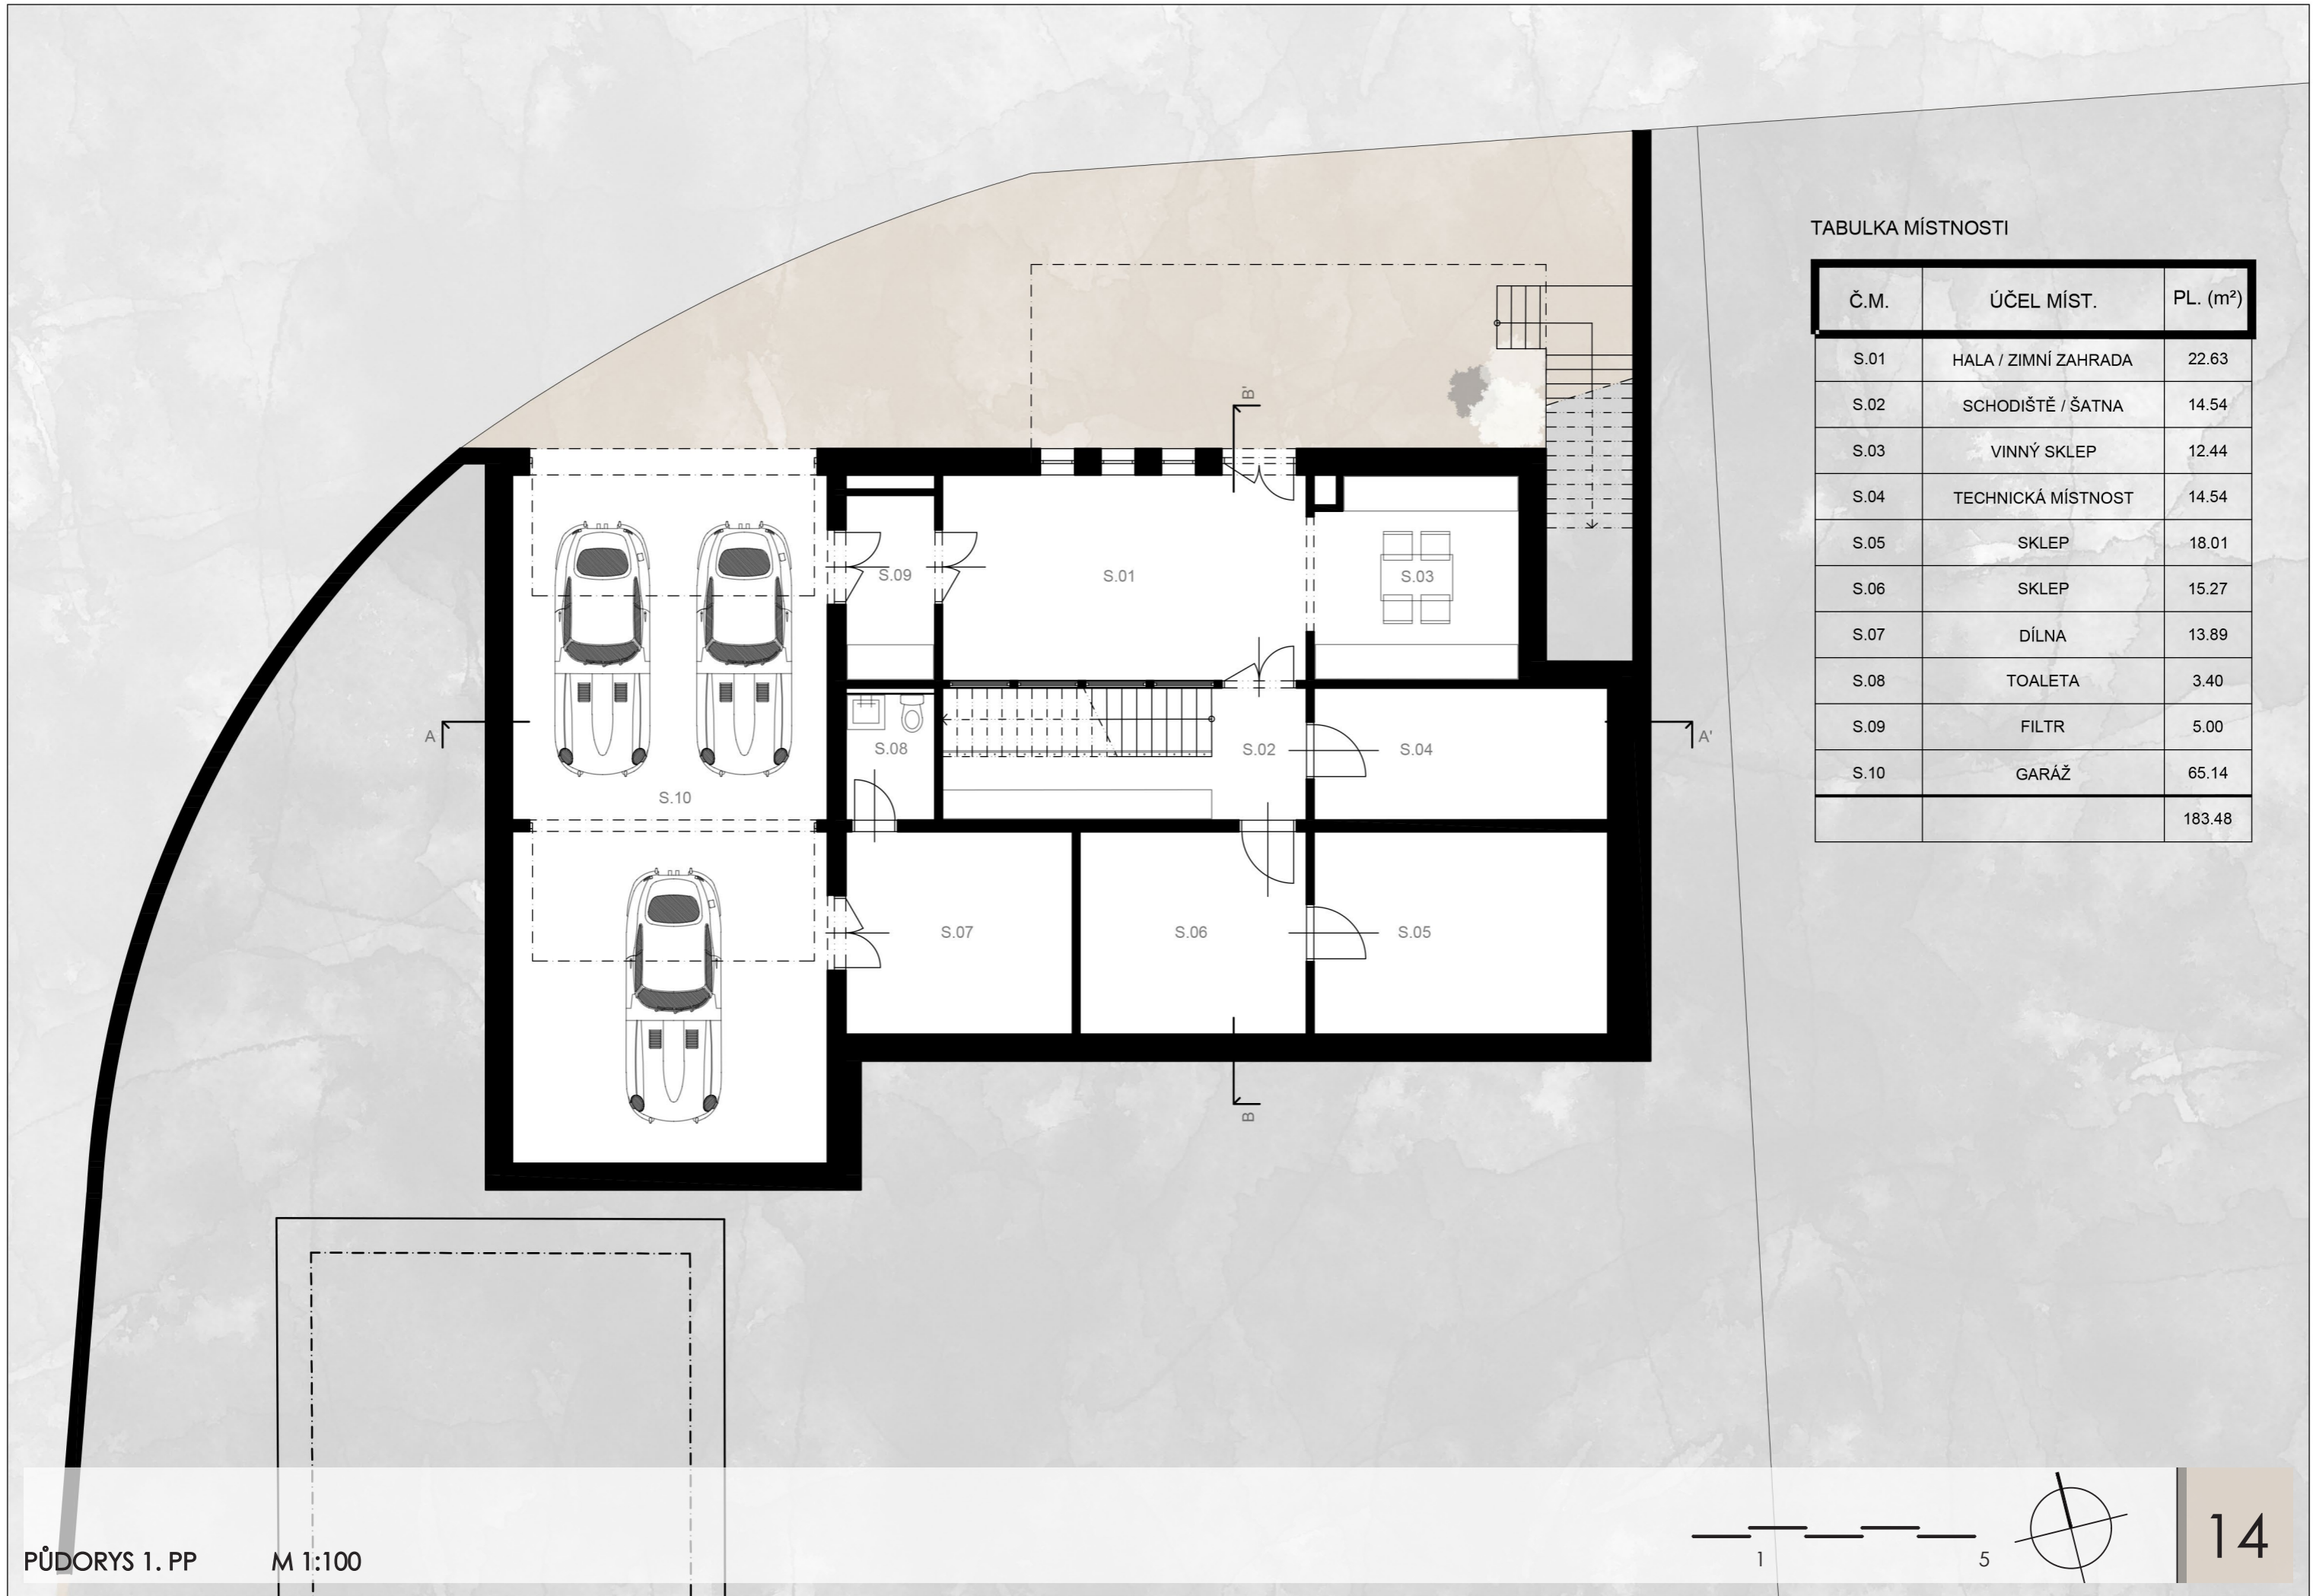 TABULKA MÍSTNOSTI
Č.M. ÚČEL MÍST. PL. (m²)
S.01 HALA / ZIMNÍ ZAHRADA 22.63
S.02 SCHODIŠTĚ / ŠATNA 14.54
S.03 VINNÝ SKLEP 12.44
S.04 TECHNICKÁ MÍSTNOST 14.54
S.05 SKLEP 18.01
S.06 SKLEP 15.27
S.07 DÍLNA 13.89
S.08 TOALETA 3.40
S.09 FILTR 5.00
S.10 GARÁŽ 65.14
183.48
B'
S.09
S.01
S.03
A
S.08
S.02
S.04
A'
S.10
S.07
S.06
S.05
B
PŮDORYS 1. PP M 1:100
1 5
14